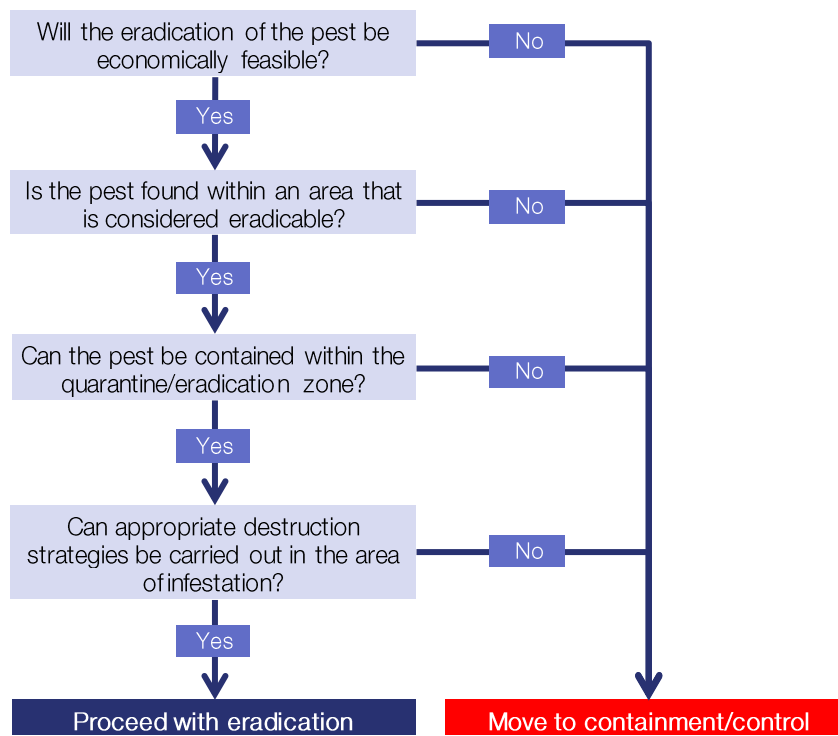 Will the eradication of the pest be
economically feasible?
No
Yes
Is the pest found within an area that
is considered eradicable?
No
Yes
Can the pest be contained within the
quarantine/eradication zone?
No
Yes
Can appropriate destruction
strategies be carried out in the area
of infestation?
No
Yes
Proceed with eradication
Move to containment/control